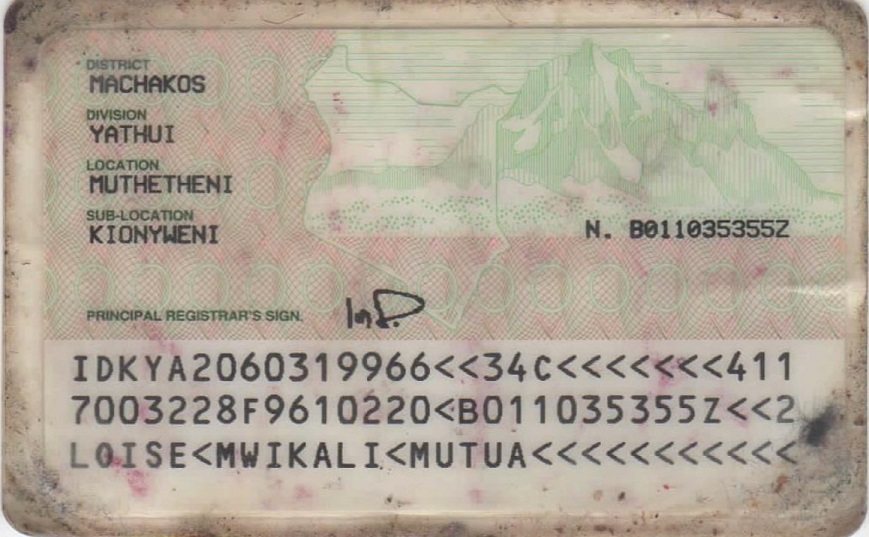 DISTRICT
MACHAKOS
DIVISION
YATHUI
LOCATION
MUTHETHENI
SUB-LOCATION
KIONYWENI
N. B011035355Z
PRINCIPAL REGISTRAR'S SIGN.
IDKYA2060319966<<34C<<<<<<<411
7003228F9610220<B011035355Z<<2
LOISE<MWIKALI<MUTUA<<<<<<<<<<<